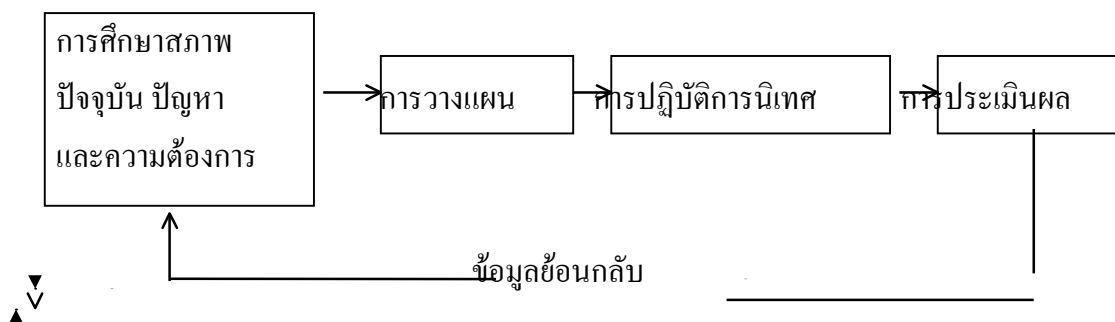 การศึกษาสภาพ
ปัจจุบัน ปัญหา
และความต้องการ
การวางแผน
การปฏิบัติการนิเทศ
การประเมินผล
ข้อมูลย้อนกลับ